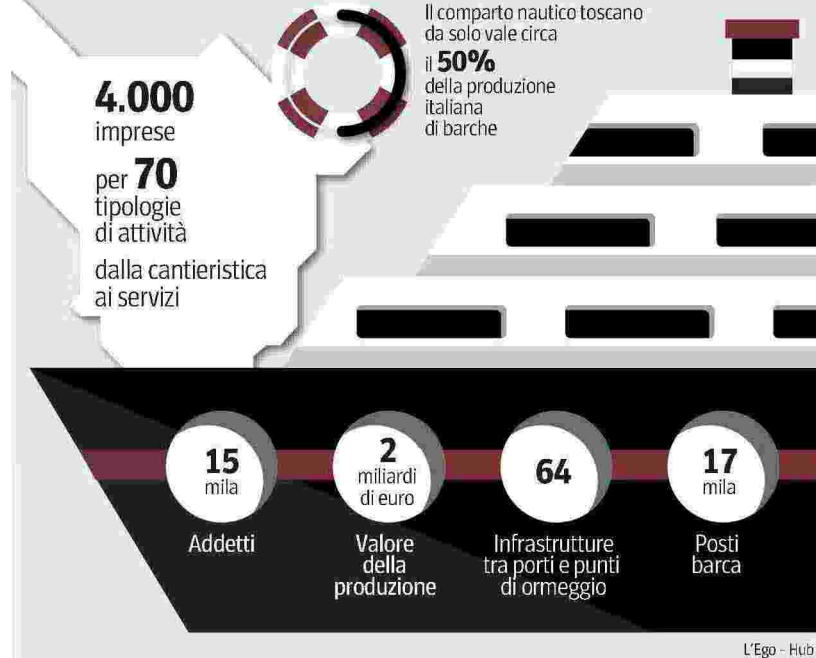 Il comparto nautico toscano
da solo vale circa
il 50%
della produzione
italiana
di barche
4.000
imprese
per 70
tipologie
di attività
dalla cantieristica
ai servizi
15
mila
Addetti
2
miliardi
di euro
Valore
della
produzione
64
Infrastrutture
tra porti e punti
di ormeggio
17
mila
Posti
barca
L'Ego - Hub